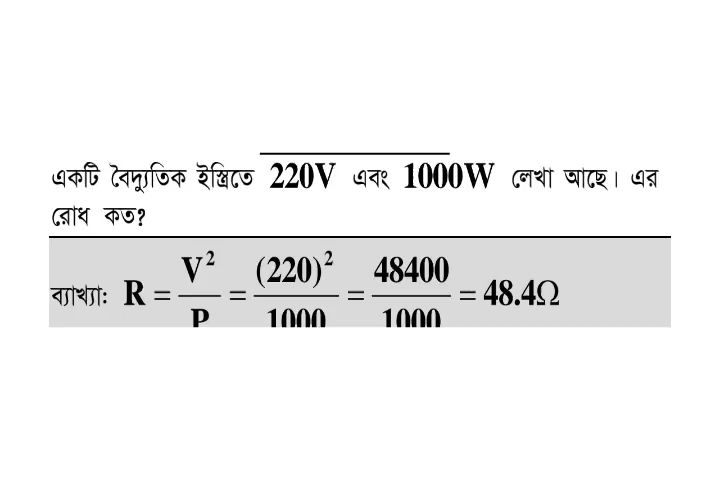 একটি বৈদ্যুতিক ইস্ত্রিতে 220V এবং 1000W লেখা আছে। এর
রোধ কত?
ব্যাখ্যা: R = V²/P = (220)²/1000 = 48400/1000 = 48.4Ω